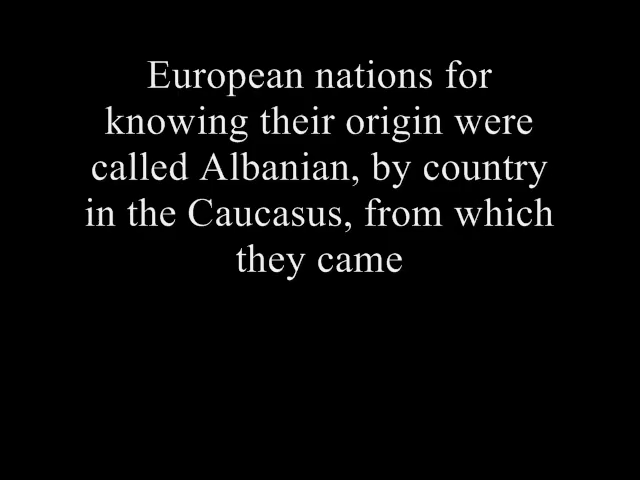 European nations for
knowing their origin were
called Albanian, by country
in the Caucasus, from which
they came